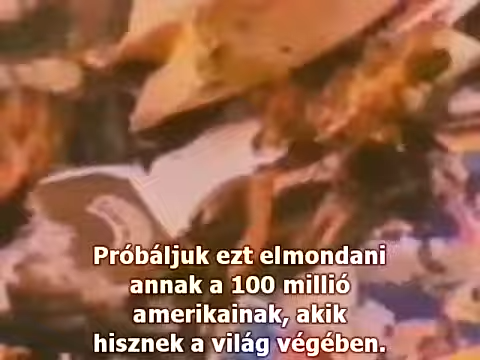 Próbáljuk ezt elmondani
annak a 100 millió
amerikainak, akik
hisznek a világ végében.